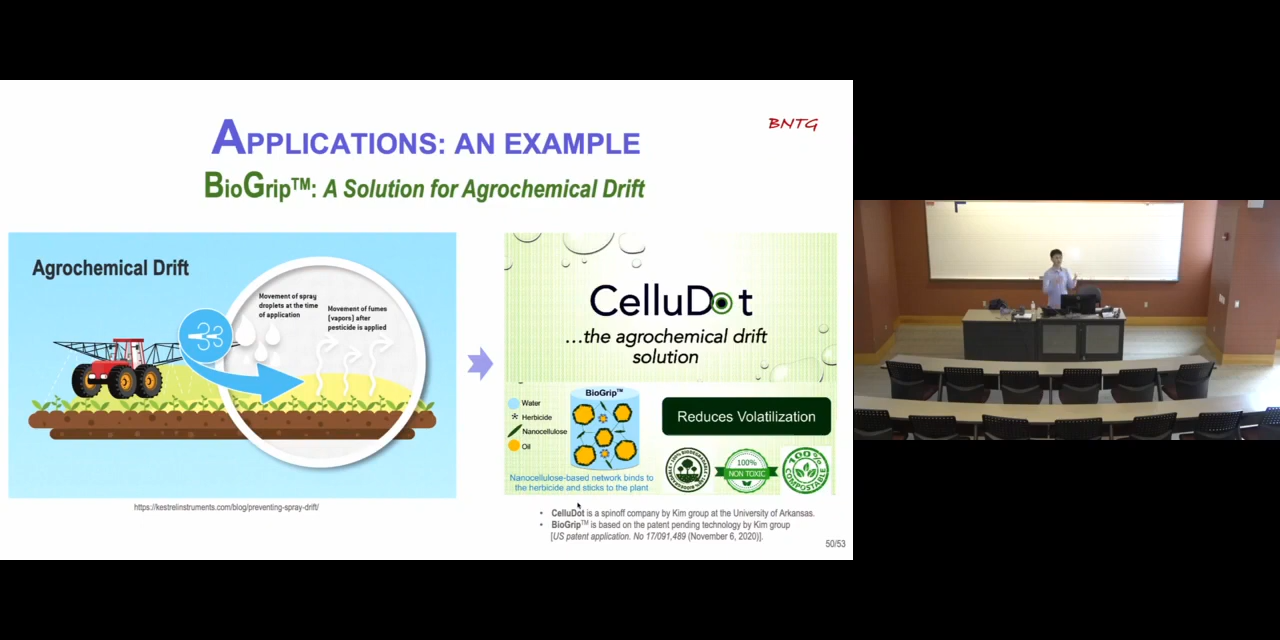 BNTG
APPLICATIONS: AN EXAMPLE
BioGrip™: A Solution for Agrochemical Drift
Agrochemical Drift
Movement of spray
droplets at the time
of application
Movement of fumes
(vapors) after
pesticide is applied
https://kestrelinstruments.com/blog/preventing-spray-drift/
CelluDot
...the agrochemical drift
solution
BioGrip™
Water
Herbicide
Nanocellulose
Oil
Nanocellulose-based network binds to
the herbicide and sticks to the plant
Reduces Volatilization
100% BIODEGRADABLE
100%
NON TOXIC
100%
COMPOSTABLE
• CelluDot is a spinoff company by Kim group at the University of Arkansas.
• BioGrip™ is based on the patent pending technology by Kim group
[US patent application. No 17/091,489 (November 6, 2020)].
50/53